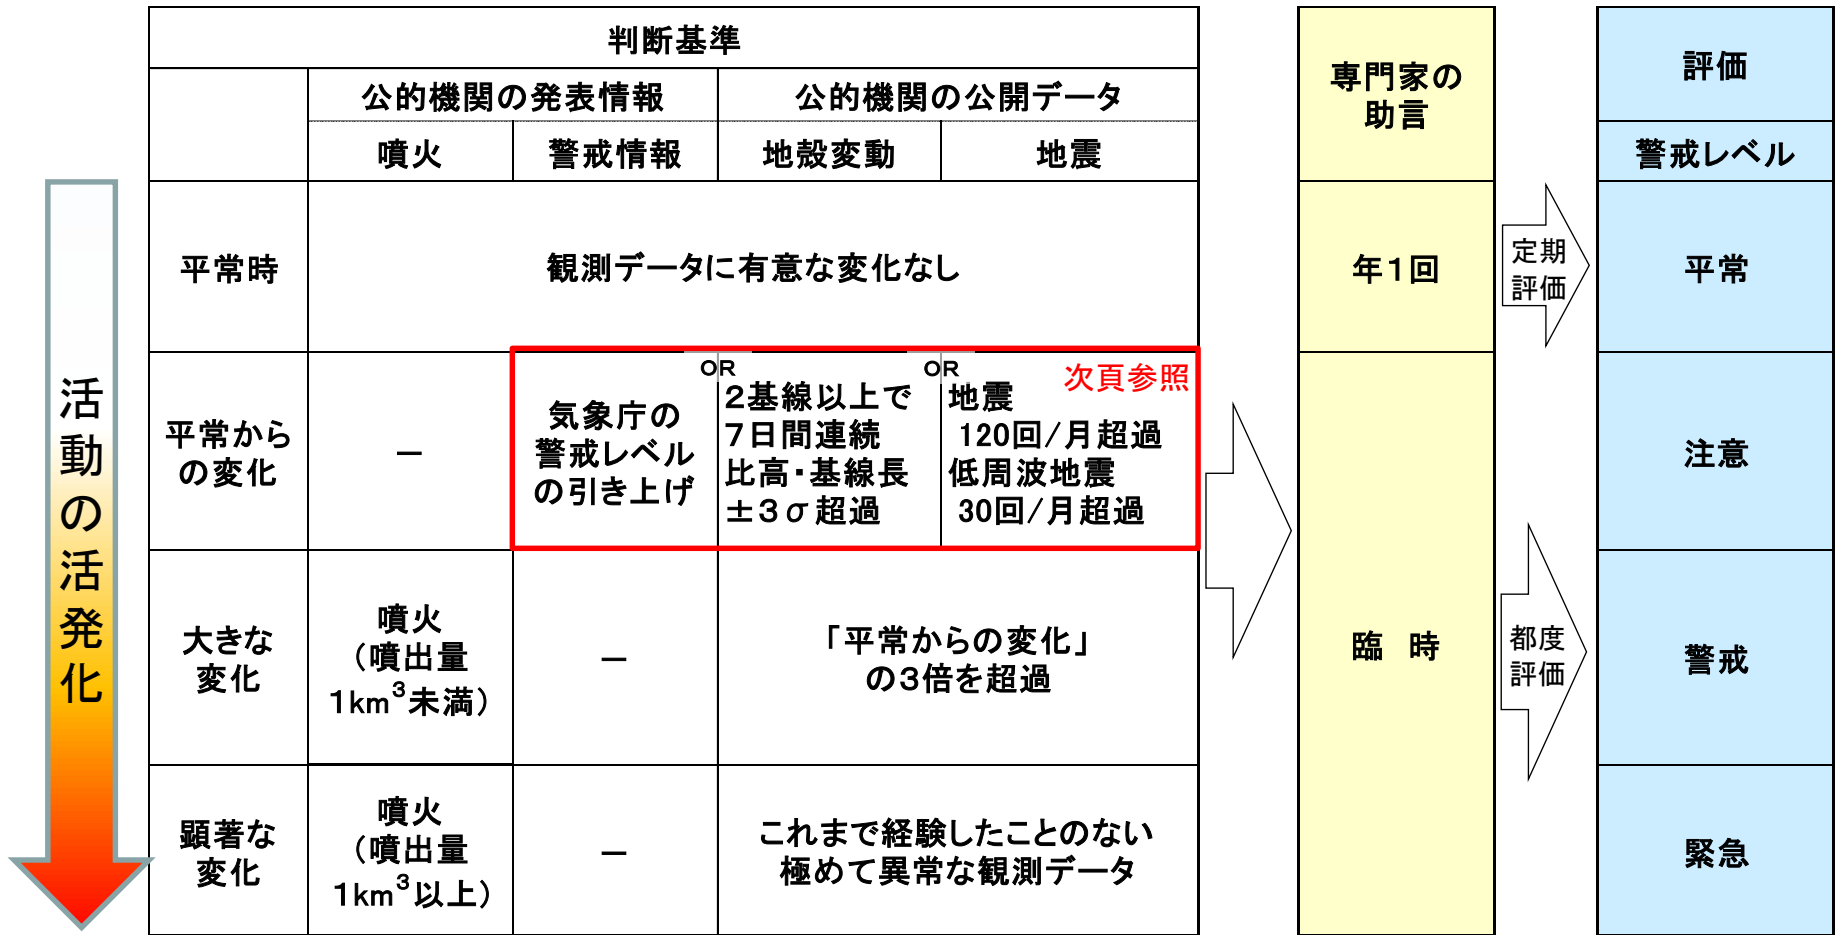 判断基準
公的機関の発表情報
公的機関の公開データ
噴火
警戒情報
地殻変動
地震
専門家の
助言
評価
警戒レベル
活動の活発化
平常時
観測データに有意な変化なし
年1回
定期
評価
平常
平常から
の変化
－
気象庁の
警戒レベル
の引き上げ
OR
2基線以上で
7日間連続
比高・基線長
±3σ超過
OR
次頁参照
地震
120回/月超過
低周波地震
30回/月超過
注意
大きな
変化
噴火
（噴出量
1km³未満）
－
「平常からの変化」
の3倍を超過
臨　時
都度
評価
警戒
顕著な
変化
噴火
（噴出量
1km³以上）
－
これまで経験したことのない
極めて異常な観測データ
緊急